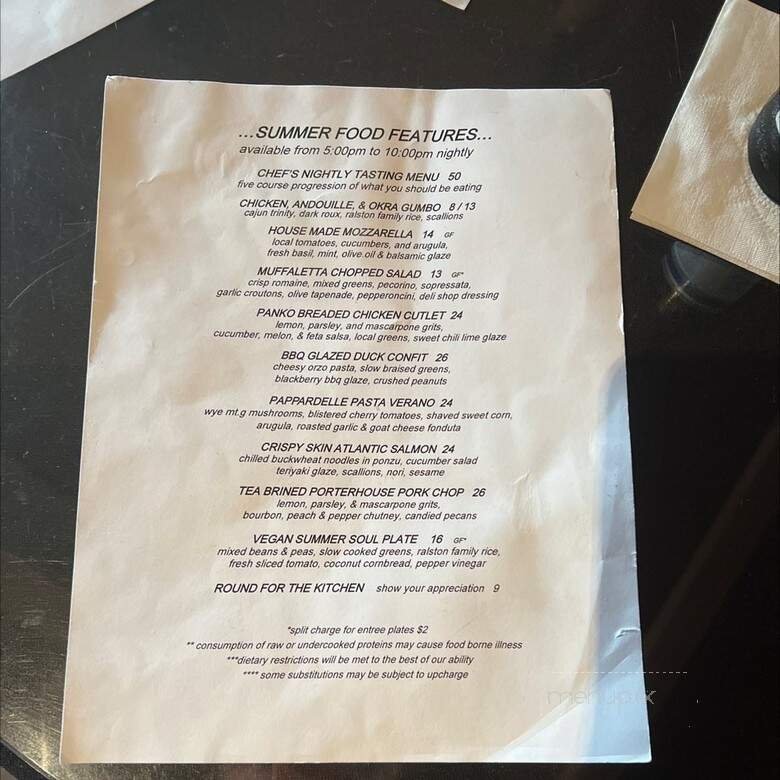 ...SUMMER FOOD FEATURES...
available from 5:00pm to 10:00pm nightly
CHEF'S NIGHTLY TASTING MENU 50
five course progression of what you should be eating
CHICKEN, ANDOUILLE, & OKRA GUMBO 8 / 13
cajun trinity, dark roux, ralston family rice, scallions
HOUSE MADE MOZZARELLA 14 GF
local tomatoes, cucumbers, and arugula,
fresh basil, mint, olive oil & balsamic glaze
MUFFALETTA CHOPPED SALAD 13 GF*
crisp romaine, mixed greens, pecorino, sopressata,
garlic croutons, olive tapenade, pepperoncini, deli shop dressing
PANKO BREADED CHICKEN CUTLET 24
lemon, parsley, and mascarpone grits,
cucumber, melon, & feta salsa, local greens, sweet chili lime glaze
BBQ GLAZED DUCK CONFIT 26
cheesy orzo pasta, slow braised greens,
blackberry bbq glaze, crushed peanuts
PAPPARDELLE PASTA VERANO 24
wye mt.g mushrooms, blistered cherry tomatoes, shaved sweet corn,
arugula, roasted garlic & goat cheese fonduta
CRISPY SKIN ATLANTIC SALMON 24
chilled buckwheat noodles in ponzu, cucumber salad
teriyaki glaze, scallions, nori, sesame
TEA BRINED PORTERHOUSE PORK CHOP 26
lemon, parsley, & mascarpone grits,
bourbon, peach & pepper chutney, candied pecans
VEGAN SUMMER SOUL PLATE 16 GF*
mixed beans & peas, slow cooked greens, ralston family rice,
fresh sliced tomato, coconut cornbread, pepper vinegar
ROUND FOR THE KITCHEN show your appreciation 9
*split charge for entree plates $2
** consumption of raw or undercooked proteins may cause food borne illness
***dietary restrictions will be met to the best of our ability
**** some substitutions may be subject to upcharge